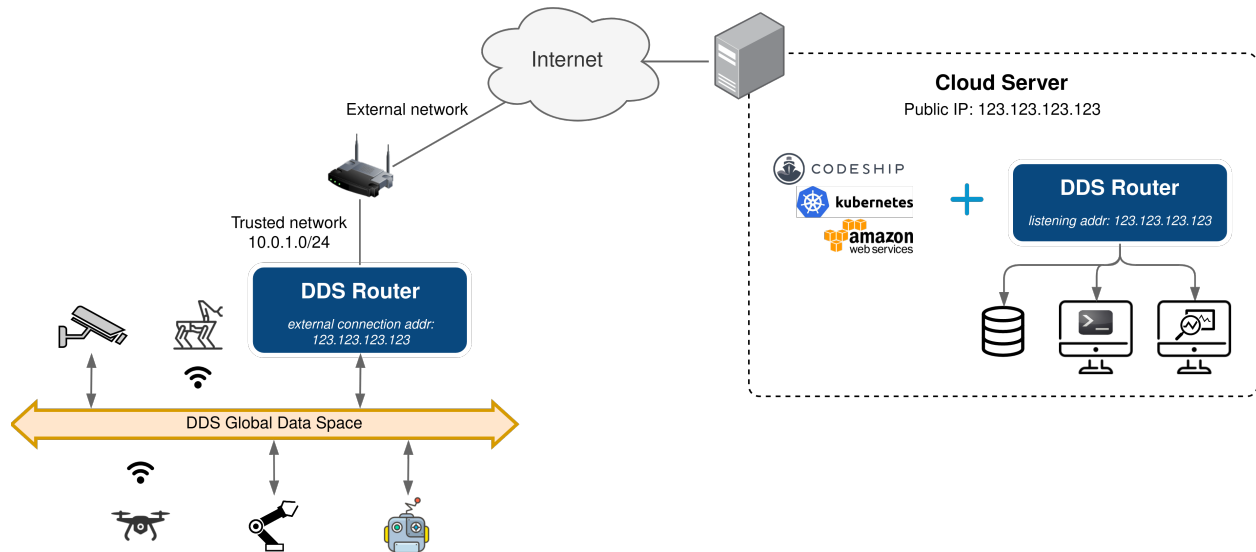 Internet
External network
Trusted network
10.0.1.0/24
DDS Router
external connection addr:
123.123.123.123
DDS Global Data Space
Cloud Server
Public IP: 123.123.123.123
CODESHIP
kubernetes
amazon
web services
DDS Router
listening addr: 123.123.123.123